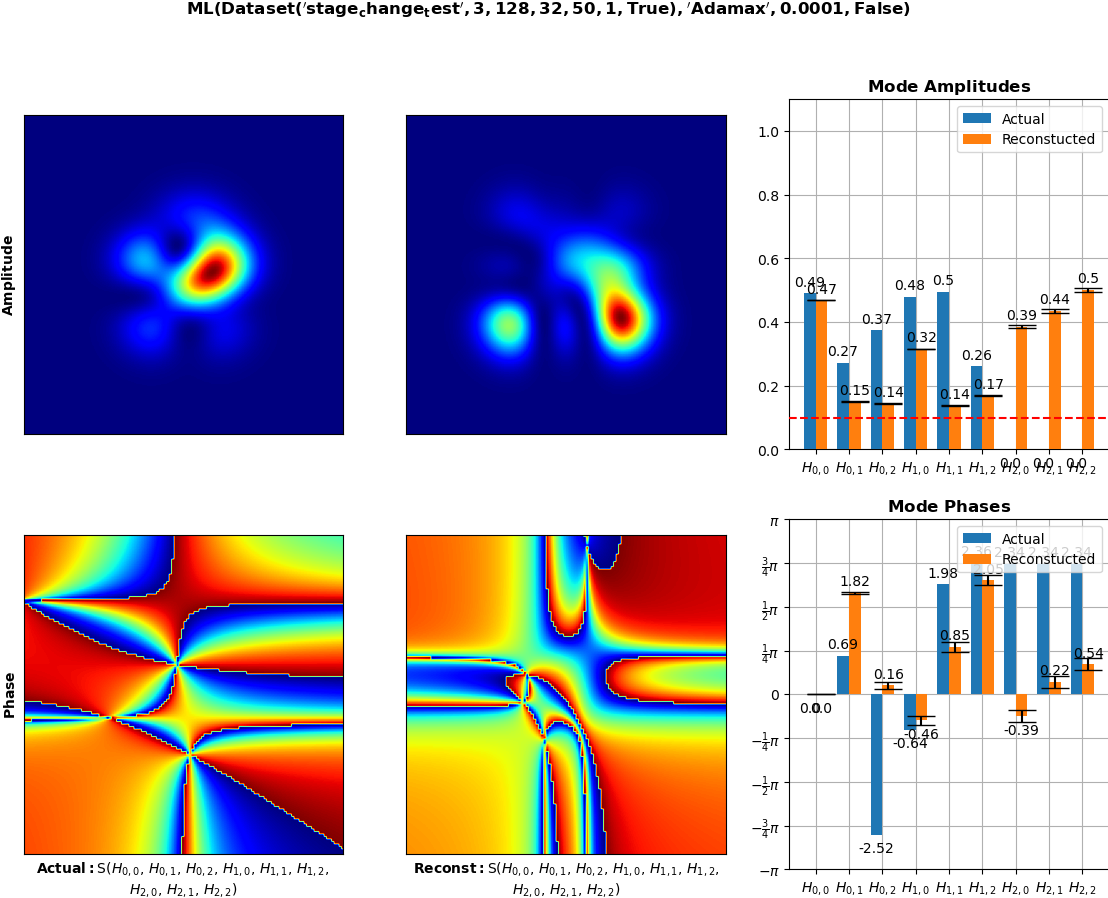 ML(Dataset('stage_change_test', 3, 128, 32, 50, 1, True), 'Adamax', 0.0001, False)
Amplitude
Mode Amplitudes
Actual
Reconstucted
1.0
0.8
0.6
0.4
0.2
0.0
0.49
0.47
0.27
0.15
0.37
0.14
0.48
0.32
0.5
0.14
0.26
0.17
0.39
0.44
0.5
0.0 0.0 0.0
H0,0 H0,1 H0,2 H1,0 H1,1 H1,2 H2,0 H2,1 H2,2
Phase
Mode Phases
Actual
Reconstucted
π
3/4π
1/2π
1/4π
0
−1/4π
−1/2π
−3/4π
−π
0.0
0.0
0.69
1.82
-2.52
0.16
-0.64
-0.46
1.98
0.85
2.36
2.34
-0.39
2.34
0.22
2.34
0.54
H0,0 H0,1 H0,2 H1,0 H1,1 H1,2 H2,0 H2,1 H2,2
Actual: S(H0,0, H0,1, H0,2, H1,0, H1,1, H1,2,
H2,0, H2,1, H2,2)
Reconst: S(H0,0, H0,1, H0,2, H1,0, H1,1, H1,2,
H2,0, H2,1, H2,2)